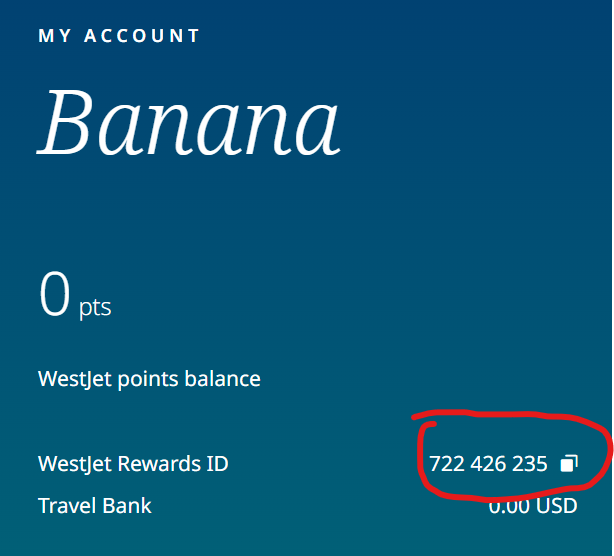 MY ACCOUNT
Banana
0 pts
WestJet points balance
WestJet Rewards ID 722 426 235
Travel Bank 0.00 USD